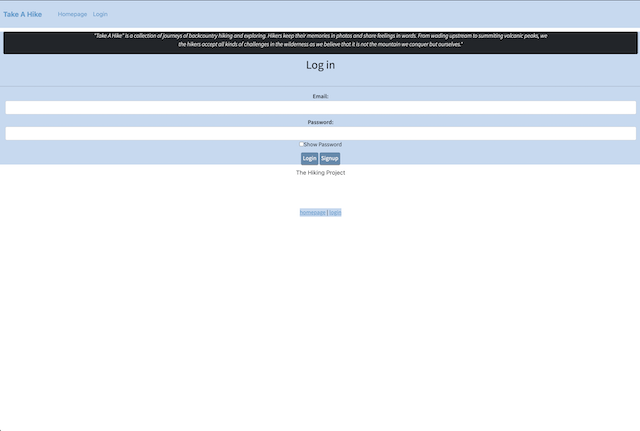 Take A Hike Homepage Login
"Take A Hike" is a collection of journeys of backcountry hiking and exploring. Hikers keep their memories in photos and share feelings in words. From wading upstream to summiting volcanic peaks, we
the hikers accept all kinds of challenges in the wilderness as we believe that it is not the mountain we conquer but ourselves.'
Log in
Email:
Password:
Show Password
Login Signup
The Hiking Project
homepage | login